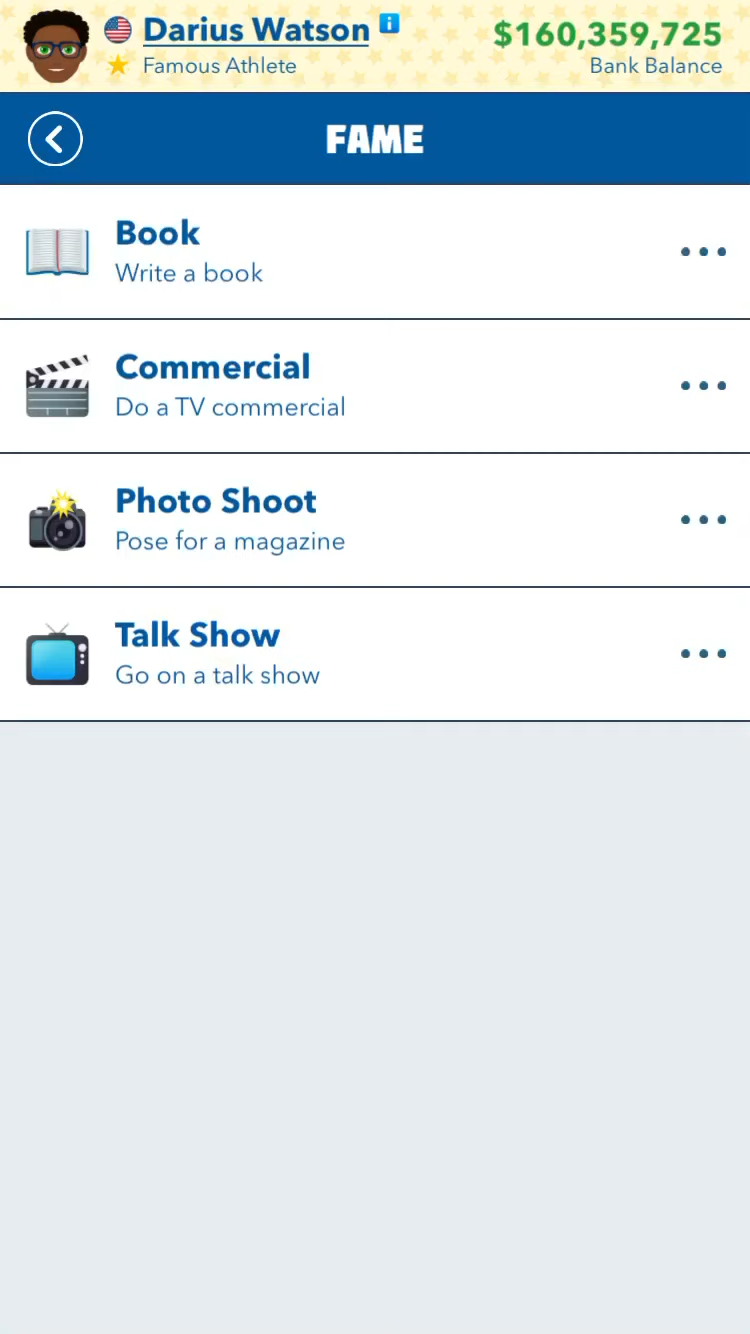 Darius Watson i
$160,359,725
Famous Athlete
Bank Balance
FAME
Book
Write a book
Commercial
Do a TV commercial
Photo Shoot
Pose for a magazine
Talk Show
Go on a talk show